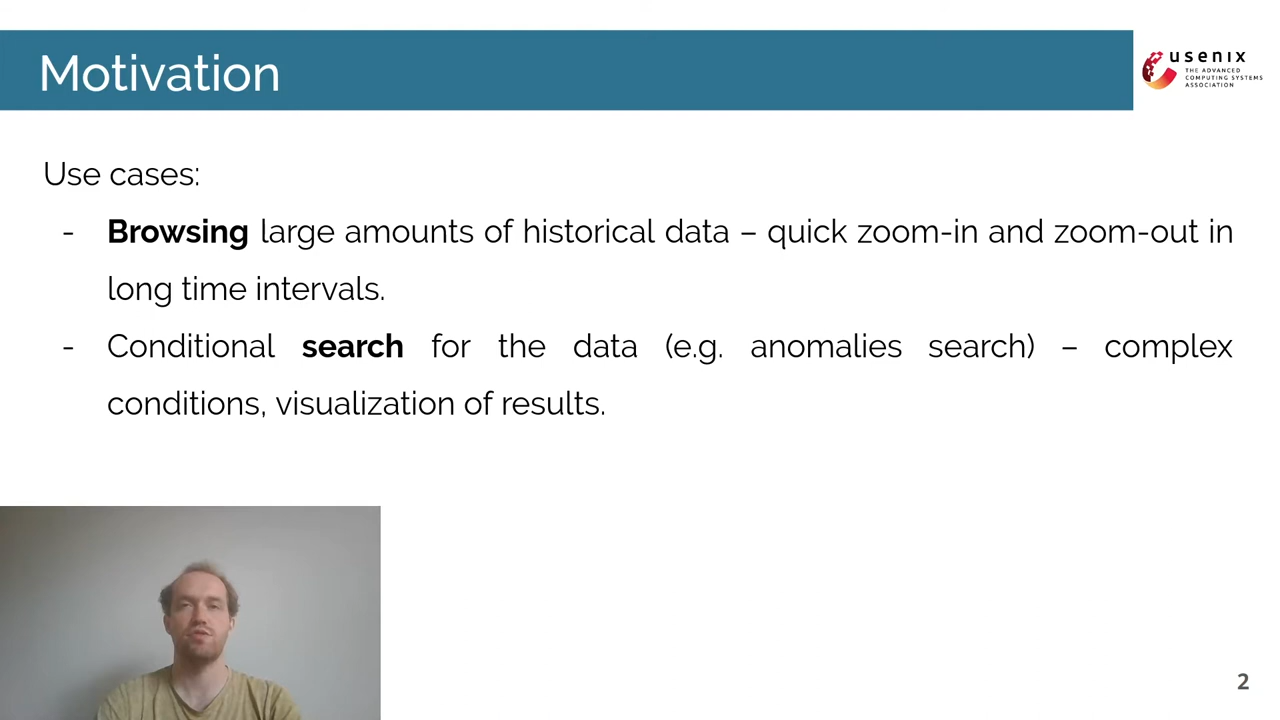 Motivation
usenix
THE ADVANCED
COMPUTING SYSTEMS
ASSOCIATION
Use cases:
- Browsing large amounts of historical data – quick zoom-in and zoom-out in
long time intervals.
- Conditional search for the data (e.g. anomalies search) – complex
conditions, visualization of results.
2